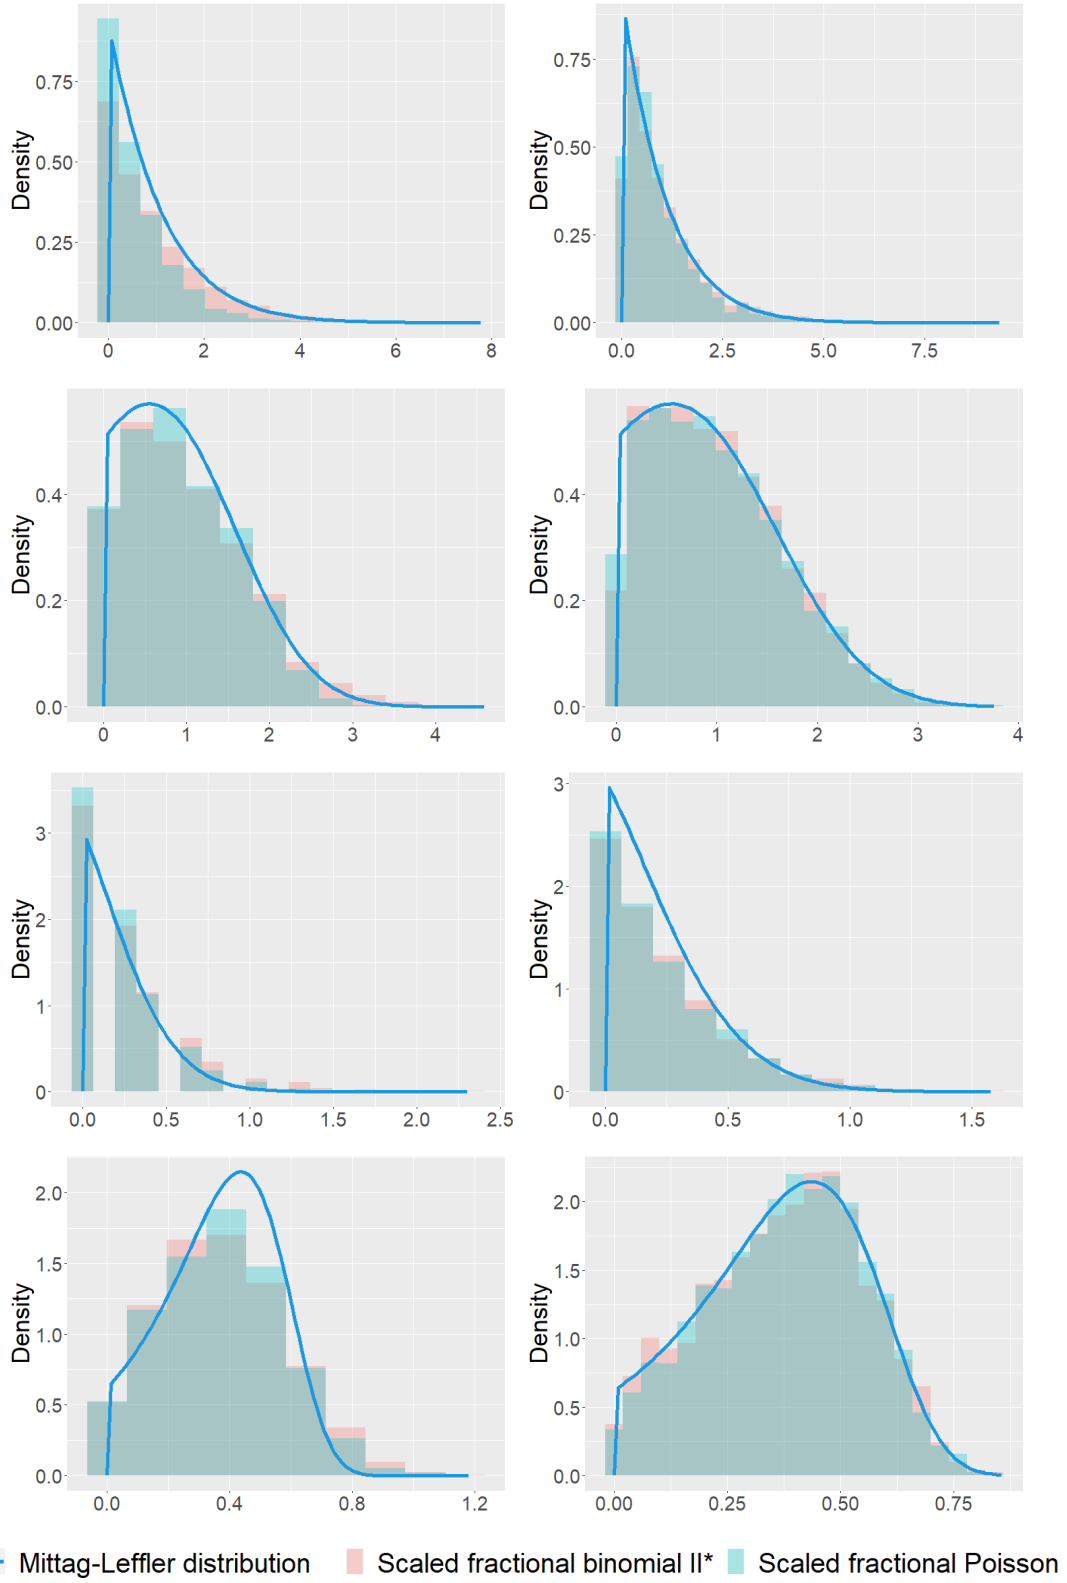 Density
0.75
0.50
0.25
0.00
0 2 4 6 8
Density
0.75
0.50
0.25
0.00
0.0 2.5 5.0 7.5
Density
0.4
0.2
0.0
0 1 2 3 4
Density
0.4
0.2
0.0
0 1 2 3 4
Density
3
2
1
0
0.0 0.5 1.0 1.5 2.0 2.5
Density
3
2
1
0
0.0 0.5 1.0 1.5
Density
2.0
1.5
1.0
0.5
0.0
0.0 0.4 0.8 1.2
Density
2.0
1.5
1.0
0.5
0.0
0.00 0.25 0.50 0.75
Mittag-Leffler distribution Scaled fractional binomial II* Scaled fractional Poisson